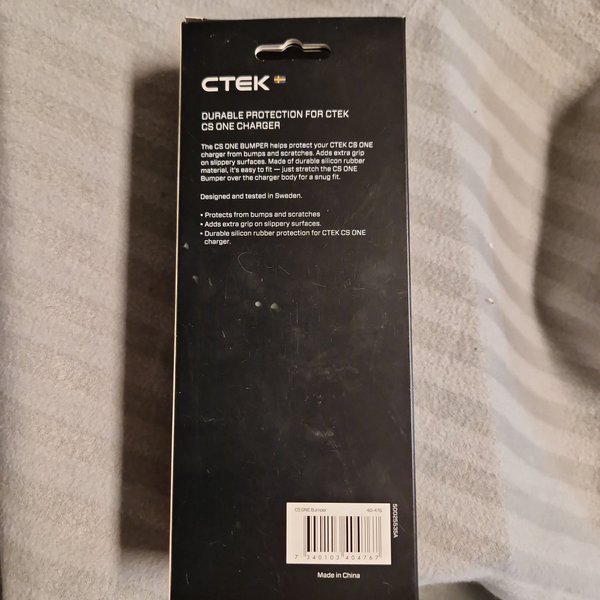 CTEK
DURABLE PROTECTION FOR CTEK
CS ONE CHARGER
The CS ONE BUMPER helps protect your CTEK CS ONE
charger from bumps and scratches. Adds extra grip
on slippery surfaces. Made of durable silicon rubber
material, it's easy to fit — just stretch the CS ONE
Bumper over the charger body for a snug fit.
Designed and tested in Sweden.
• Protects from bumps and scratches
• Adds extra grip on slippery surfaces.
• Durable silicon rubber protection for CTEK CS ONE
charger.
CS ONE Bumper 40-476
7 340103 404767
50025535A
Made in China